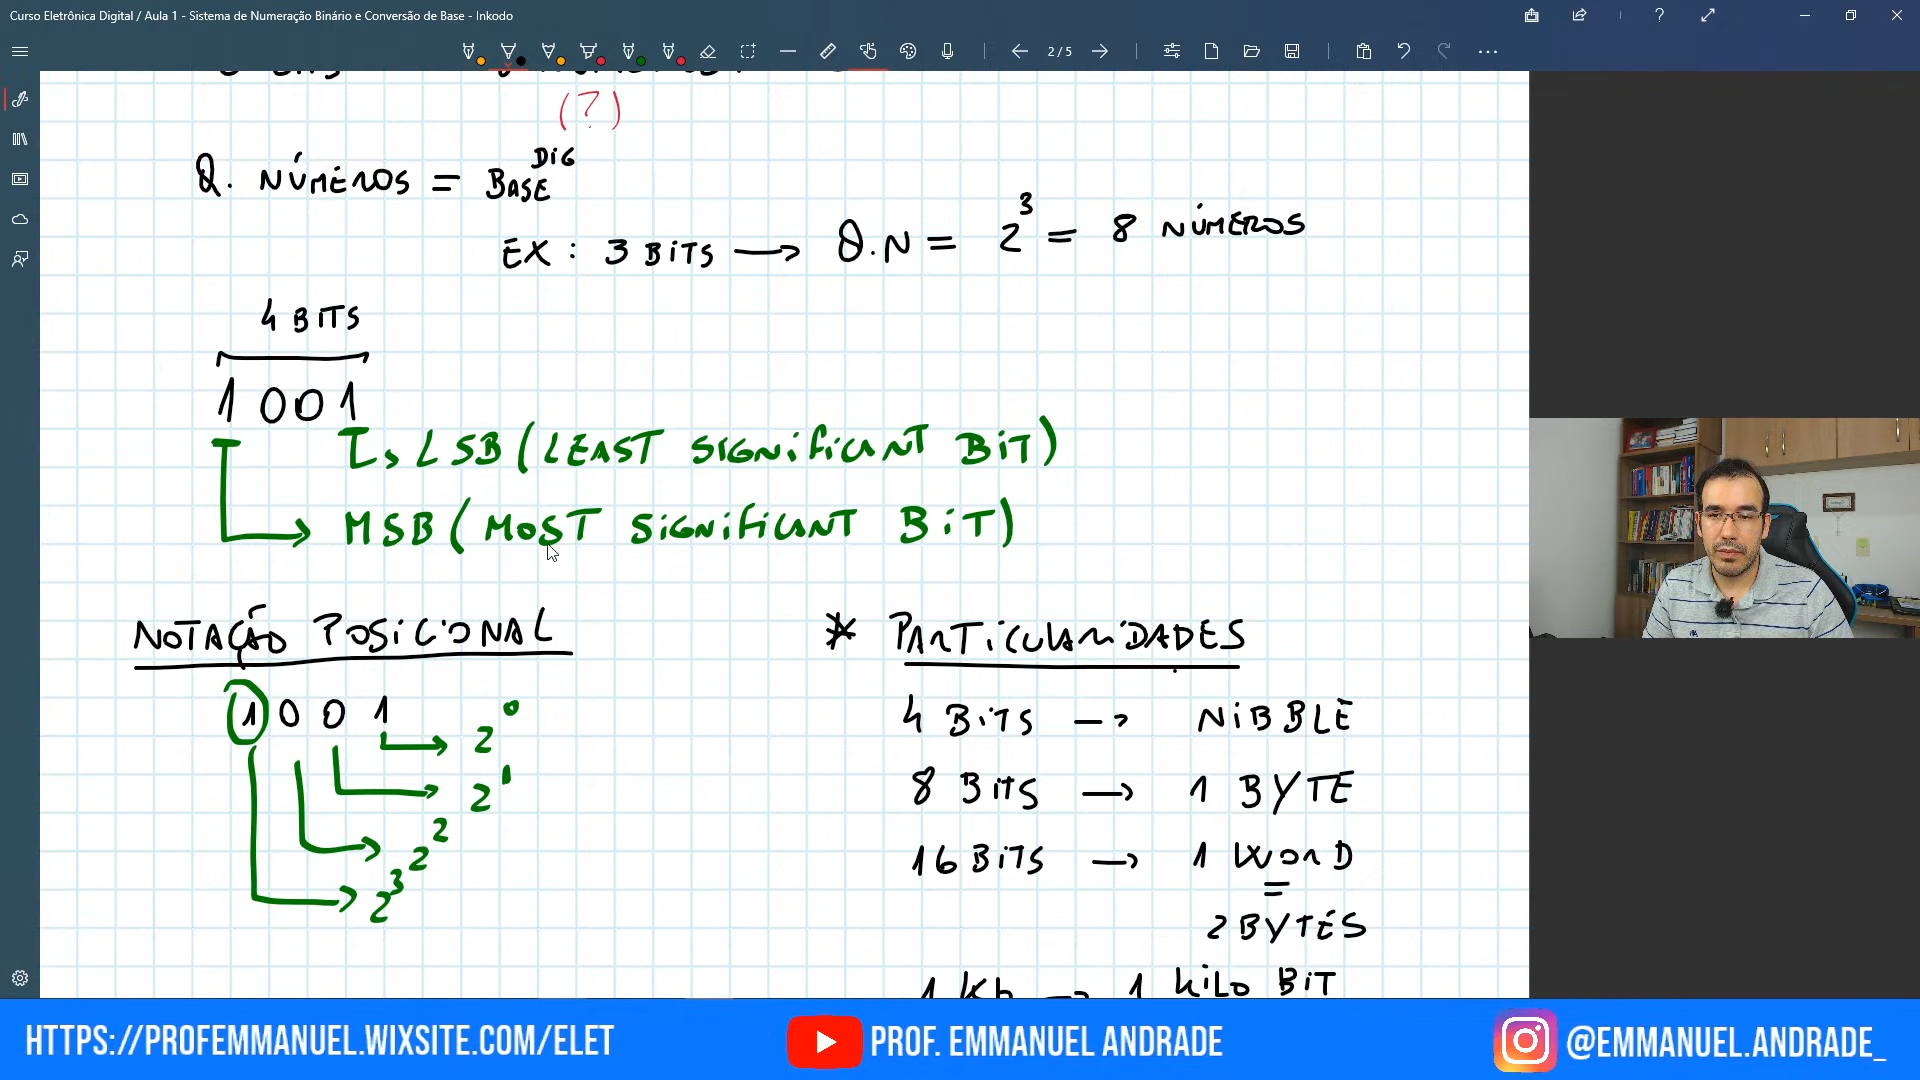 Curso Eletrônica Digital / Aula 1 - Sistema de Numeração Binário e Conversão de Base - Inkodo
2 / 5
(?)
Q. NÚMEROS = BASE^DIG
EX : 3 BITS → Q.N = 2^3 = 8 NÚMEROS
4 BITS
1 0 0 1
LSB (LEAST SIGNIFICANT BIT)
MSB (MOST SIGNIFICANT BIT)
NOTAÇÃO POSICIONAL
1 0 0 1
2^0
2^1
2^2
2^3
* PARTICULARIDADES
4 BITS → NIBBLE
8 BITS → 1 BYTE
16 BITS → 1 WORD
=
2 BYTES
1 Kb → 1 KILO BIT
HTTPS://PROFEMMANUEL.WIXSITE.COM/ELET
PROF. EMMANUEL ANDRADE
@EMMANUEL.ANDRADE_